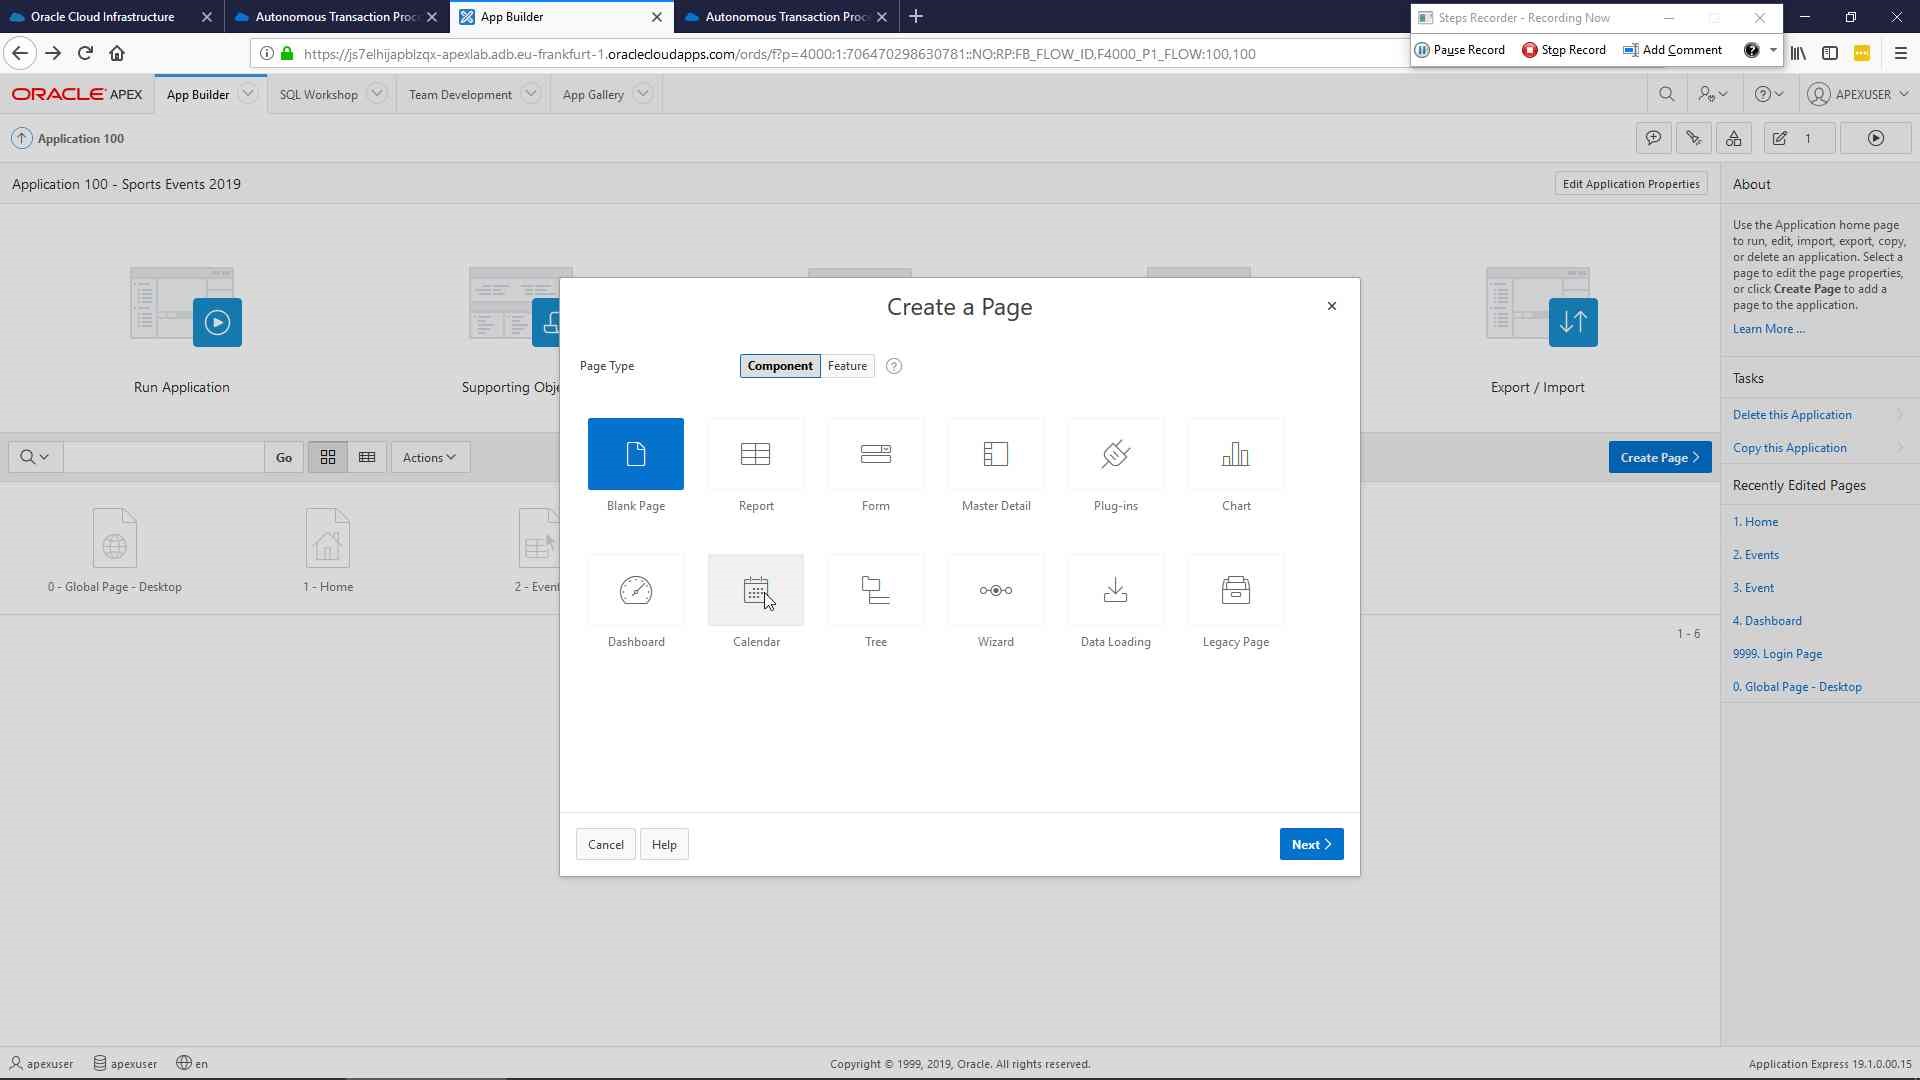 Oracle Cloud Infrastructure
Autonomous Transaction Proc
App Builder
Autonomous Transaction Proc
Steps Recorder - Recording Now
https://js7elhijapblzqx-apexlab.adb.eu-frankfurt-1.oraclecloudapps.com/ords/f?p=4000:1:706470298630781::NO:RP:FB_FLOW_ID,F4000_P1_FLOW:100,100
Pause Record
Stop Record
Add Comment
ORACLE APEX
App Builder
SQL Workshop
Team Development
App Gallery
APEXUSER
Application 100
1
Application 100 - Sports Events 2019
Edit Application Properties
About
Use the Application home page
to run, edit, import, export, copy,
or delete an application. Select a
page to edit the page properties,
or click Create Page to add a
page to the application.
Learn More ...
Run Application
Supporting Obje
Export / Import
Tasks
Delete this Application
Copy this Application
Go
Actions
Create Page
Recently Edited Pages
1. Home
2. Events
3. Event
4. Dashboard
9999. Login Page
0. Global Page - Desktop
0 - Global Page - Desktop
1 - Home
2 - Event
1 - 6
Create a Page
Page Type
Component
Feature
Blank Page
Report
Form
Master Detail
Plug-ins
Chart
Dashboard
Calendar
Tree
Wizard
Data Loading
Legacy Page
Cancel
Help
Next
apexuser
apexuser
en
Copyright © 1999, 2019, Oracle. All rights reserved.
Application Express 19.1.0.00.15